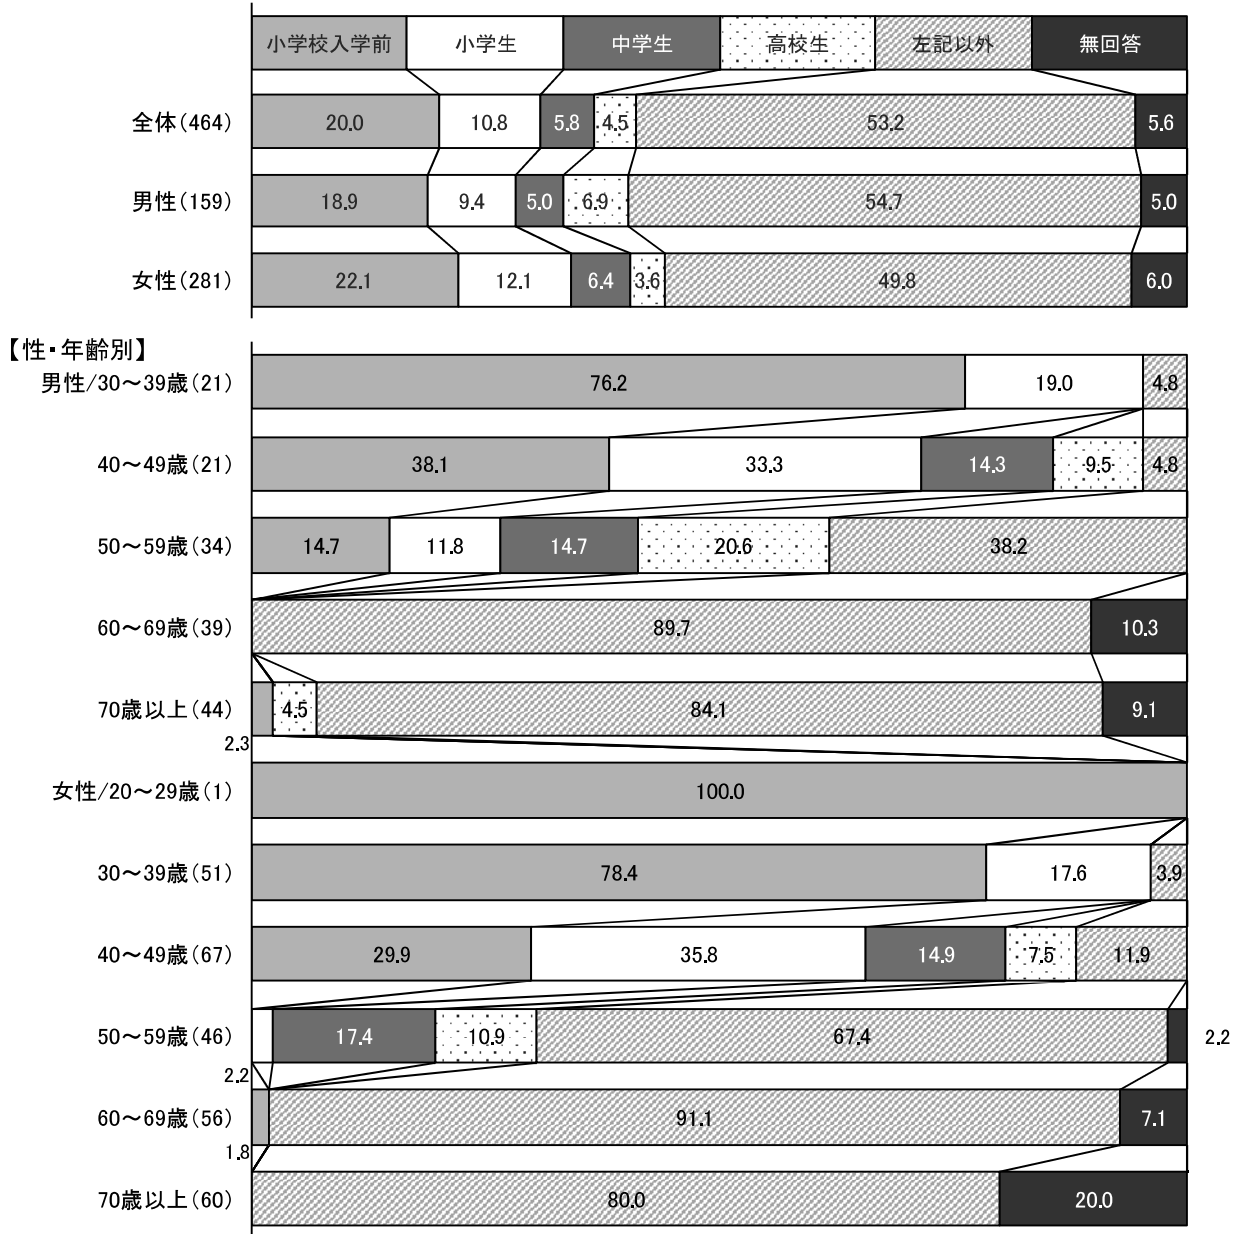 小学校入学前 小学生 中学生 高校生 左記以外 無回答
全体(464) 20.0 10.8 5.8 4.5 53.2 5.6
男性(159) 18.9 9.4 5.0 6.9 54.7 5.0
女性(281) 22.1 12.1 6.4 3.6 49.8 6.0
【性・年齢別】
男性/30～39歳(21) 76.2 19.0 4.8
40～49歳(21) 38.1 33.3 14.3 9.5 4.8
50～59歳(34) 14.7 11.8 14.7 20.6 38.2
60～69歳(39) 89.7 10.3
70歳以上(44) 4.5 84.1 9.1
2.3
女性/20～29歳(1) 100.0
30～39歳(51) 78.4 17.6 3.9
40～49歳(67) 29.9 35.8 14.9 7.5 11.9
50～59歳(46) 17.4 10.9 67.4 2.2
2.2
60～69歳(56) 91.1 7.1
1.8
70歳以上(60) 80.0 20.0